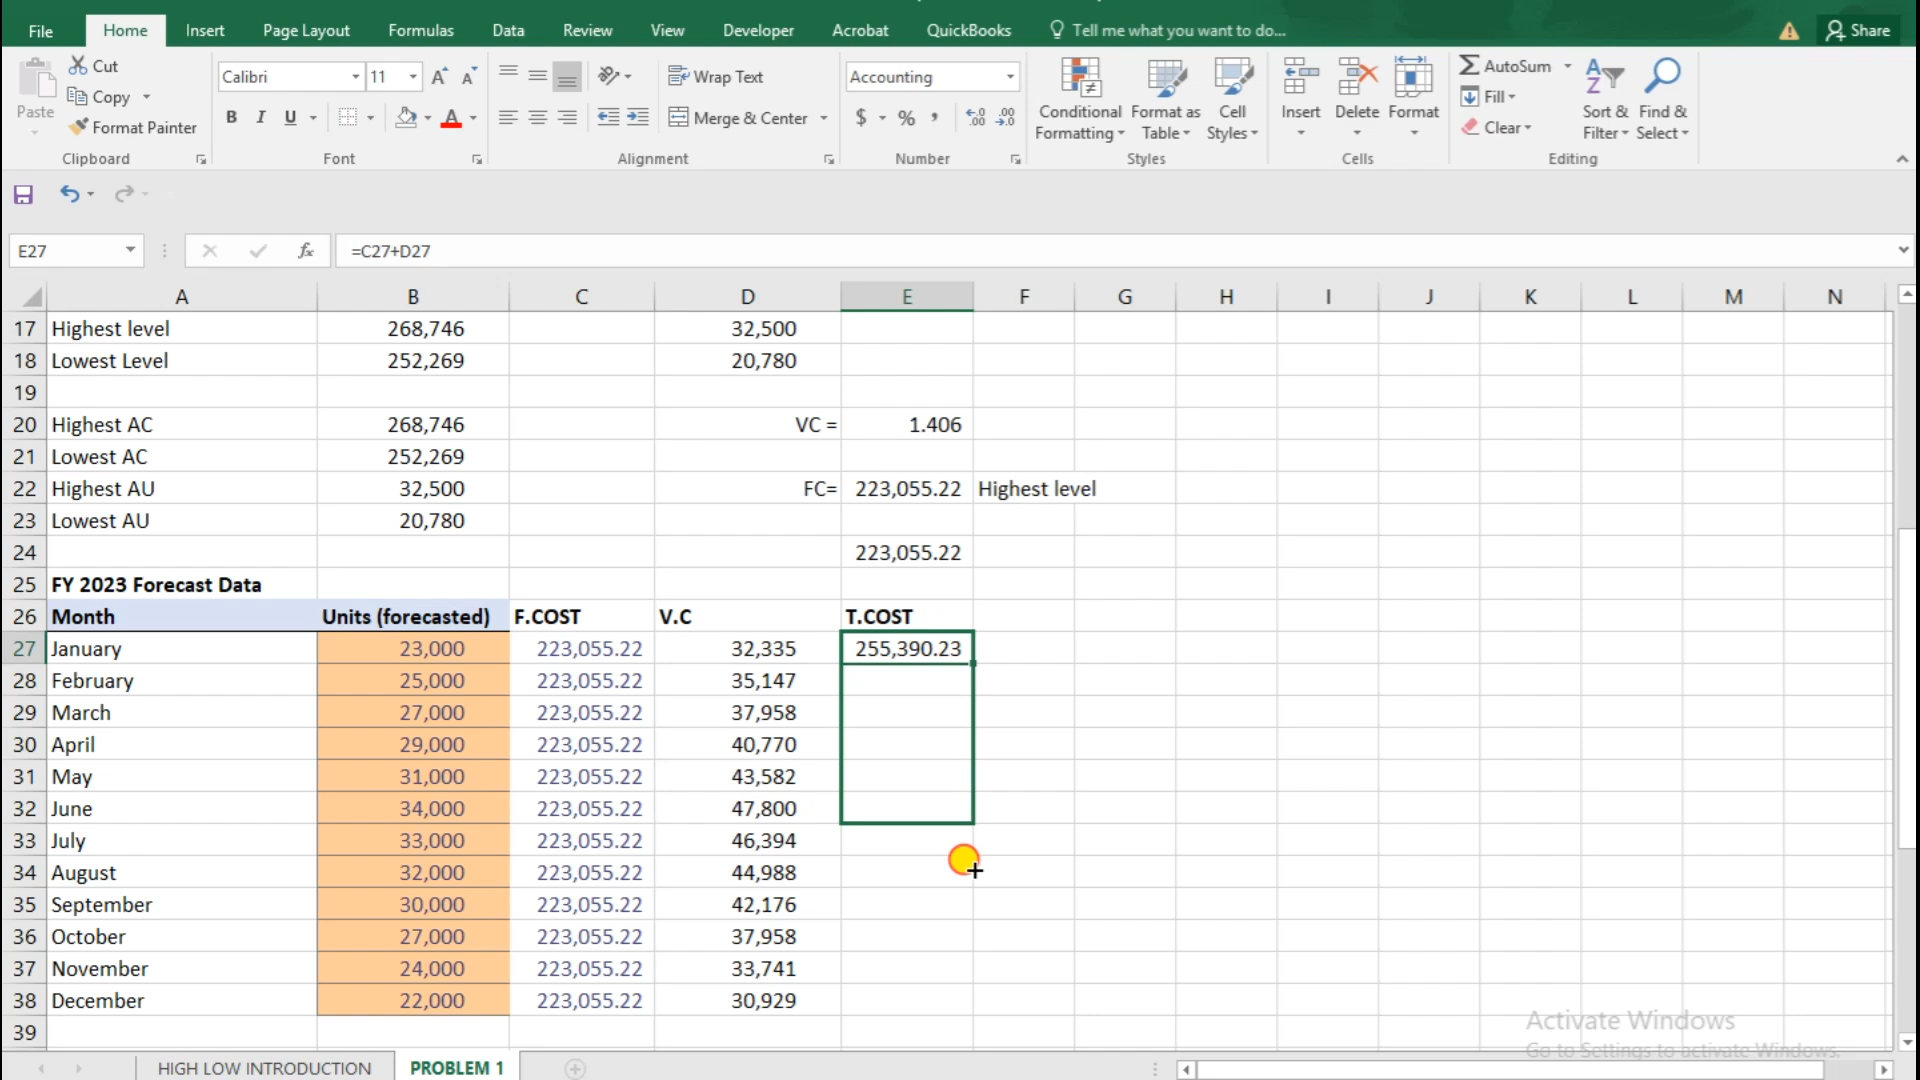 File Home Insert Page Layout Formulas Data Review View Developer Acrobat QuickBooks Tell me what you want to do... Share
Paste Cut Copy Format Painter Clipboard
Calibri 11 B I U A Font
Wrap Text Merge & Center Alignment
Accounting $ % , Number
Conditional Formatting Format as Table Cell Styles Styles
Insert Delete Format Cells
AutoSum Fill Clear Sort & Filter Find & Select Editing
E27 fx =C27+D27
A B C D E F G H I J K L M N
17 Highest level 268,746 32,500
18 Lowest Level 252,269 20,780
19
20 Highest AC 268,746 VC = 1.406
21 Lowest AC 252,269
22 Highest AU 32,500 FC= 223,055.22 Highest level
23 Lowest AU 20,780
24 223,055.22
25 FY 2023 Forecast Data
26 Month Units (forecasted) F.COST V.C T.COST
27 January 23,000 223,055.22 32,335 255,390.23
28 February 25,000 223,055.22 35,147
29 March 27,000 223,055.22 37,958
30 April 29,000 223,055.22 40,770
31 May 31,000 223,055.22 43,582
32 June 34,000 223,055.22 47,800
33 July 33,000 223,055.22 46,394
34 August 32,000 223,055.22 44,988
35 September 30,000 223,055.22 42,176
36 October 27,000 223,055.22 37,958
37 November 24,000 223,055.22 33,741
38 December 22,000 223,055.22 30,929
39
Activate Windows
Go to Settings to activate Windows.
HIGH LOW INTRODUCTION PROBLEM 1